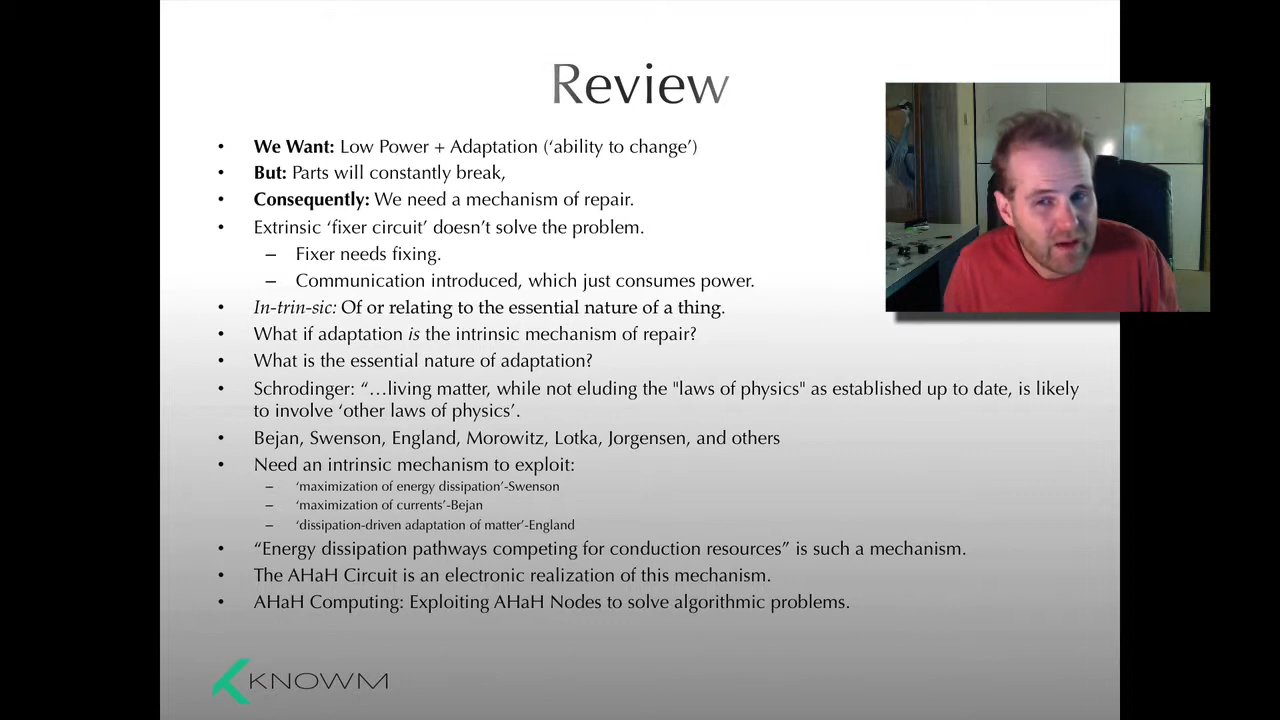 Review
• We Want: Low Power + Adaptation (‘ability to change’)
• But: Parts will constantly break,
• Consequently: We need a mechanism of repair.
• Extrinsic ‘fixer circuit’ doesn’t solve the problem.
– Fixer needs fixing.
– Communication introduced, which just consumes power.
• In-trin-sic: Of or relating to the essential nature of a thing.
• What if adaptation is the intrinsic mechanism of repair?
• What is the essential nature of adaptation?
• Schrodinger: “…living matter, while not eluding the "laws of physics" as established up to date, is likely
to involve ‘other laws of physics’.
• Bejan, Swenson, England, Morowitz, Lotka, Jorgensen, and others
• Need an intrinsic mechanism to exploit:
– ‘maximization of energy dissipation’-Swenson
– ‘maximization of currents’-Bejan
– ‘dissipation-driven adaptation of matter’-England
• “Energy dissipation pathways competing for conduction resources” is such a mechanism.
• The AHaH Circuit is an electronic realization of this mechanism.
• AHaH Computing: Exploiting AHaH Nodes to solve algorithmic problems.
KNOWM